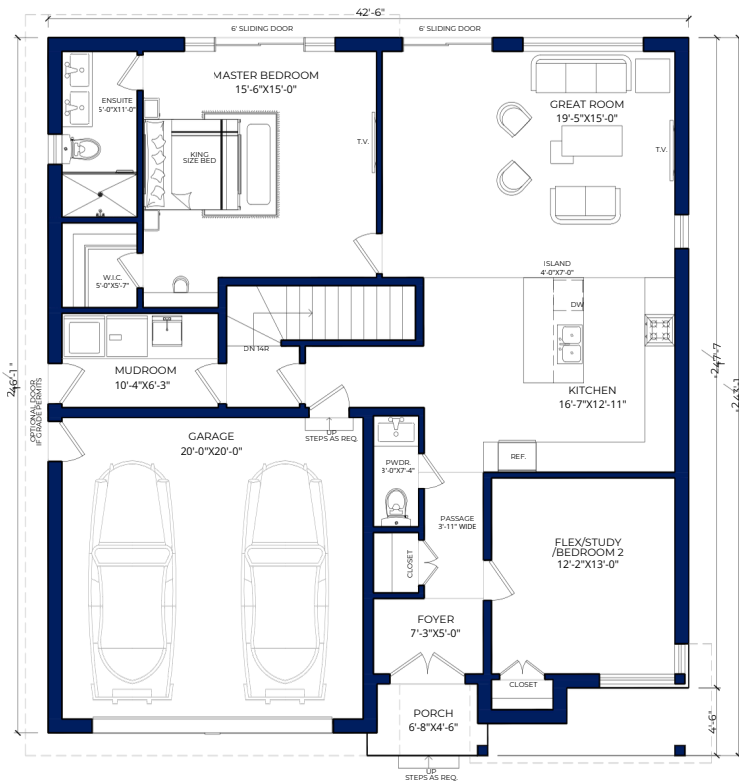 42'-6"
6' SLIDING DOOR
6' SLIDING DOOR
MASTER BEDROOM
15'-6"X15'-0"
ENSUITE
5'-0"X11'-0"
KING
SIZE BED
T.V.
GREAT ROOM
19'-5"X15'-0"
T.V.
W.I.C.
5'-0"X5'-7"
ISLAND
4'-0"X7'-0"
DW
DN 14R
MUDROOM
10'-4"X6'-3"
KITCHEN
16'-7"X12'-11"
OPTIONAL DOOR
IF GRADE PERMITS
GARAGE
20'-0"X20'-0"
UP
STEPS AS REQ.
REF.
PWDR.
3'-0"X7'-4"
PASSAGE
3'-11" WIDE
CLOSET
FLEX/STUDY
/BEDROOM 2
12'-2"X13'-0"
FOYER
7'-3"X5'-0"
CLOSET
PORCH
6'-8"X4'-6"
4'-6"
UP
STEPS AS REQ.